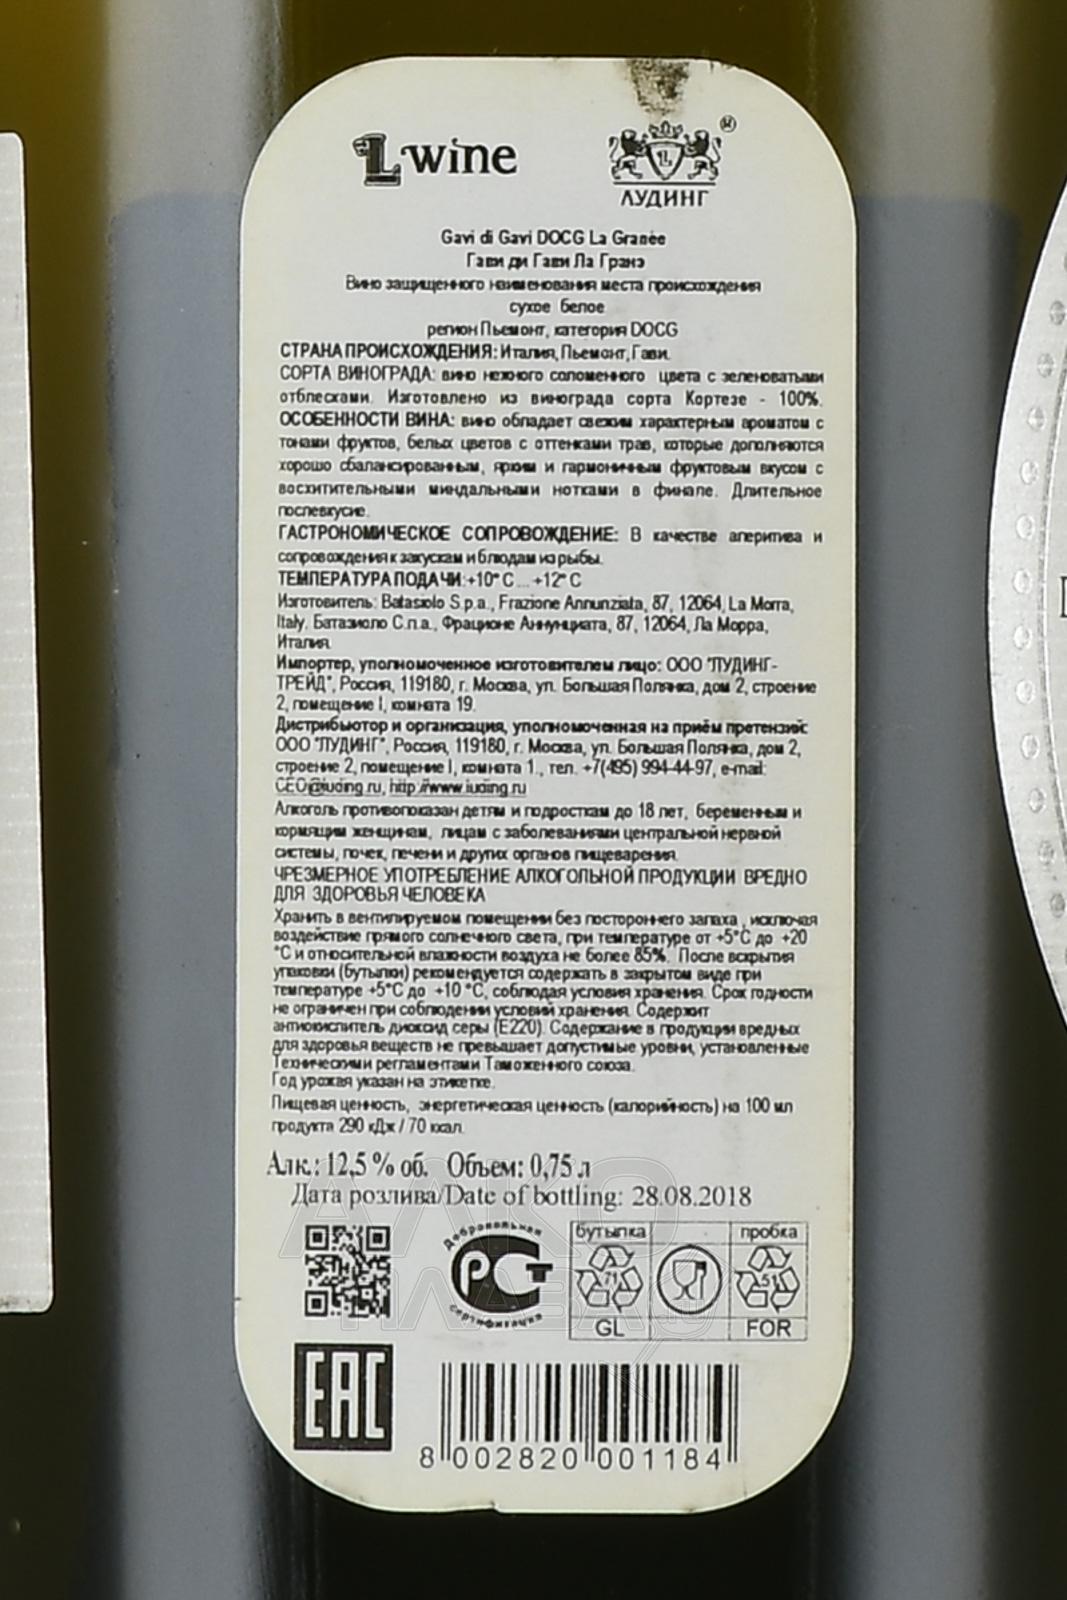 L wine
®
ЛУДИНГ
Gavi di Gavi DOCG La Granèe
Гави ди Гави Ла Гранэ
Вино защищенного наименования места происхождения
сухое белое
регион Пьемонт, категория DOCG
СТРАНА ПРОИСХОЖДЕНИЯ: Италия, Пьемонт, Гави.
СОРТА ВИНОГРАДА: вино нежного соломенного цвета с зеленоватыми
отблесками. Изготовлено из винограда сорта Кортезе - 100%.
ОСОБЕННОСТИ ВИНА: вино обладает свежим характерным ароматом с
тонами фруктов, белых цветов с оттенками трав, которые дополняются
хорошо сбалансированным, ярким и гармоничным фруктовым вкусом с
восхитительными миндальными нотками в финале. Длительное
послевкусие.
ГАСТРОНОМИЧЕСКОЕ СОПРОВОЖДЕНИЕ: В качестве аперитива и
сопровождения к закускам и блюдам из рыбы.
ТЕМПЕРАТУРА ПОДАЧИ:+10°C... +12°C
Изготовитель: Batasiolo S.p.a., Frazione Annunziata, 87, 12064, La Morra,
Italy, Батазиоло С.п.а., Фрационе Аннунциата, 87, 12064, Ла Морра,
Италия.
Импортер, уполномоченное изготовителем лицо: ООО "ЛУДИНГ-
ТРЕЙД", Россия, 119180, г. Москва, ул. Большая Полянка, дом 2, строение
2, помещение I, комната 19.
Дистрибьютор и организация, уполномоченная на приём претензий:
ООО "ЛУДИНГ", Россия, 119180, г. Москва, ул. Большая Полянка, дом 2,
строение 2, помещение I, комната 1., тел. +7(495) 994-44-97, e-mail:
CEO@luding.ru, http://www.luding.ru
Алкоголь противопоказан детям и подросткам до 18 лет, беременным и
кормящим женщинам, лицам с заболеваниями центральной нервной
системы, почек, печени и других органов пищеварения.
ЧРЕЗМЕРНОЕ УПОТРЕБЛЕНИЕ АЛКОГОЛЬНОЙ ПРОДУКЦИИ ВРЕДНО
ДЛЯ ЗДОРОВЬЯ ЧЕЛОВЕКА
Хранить в вентилируемом помещении без постороннего запаха , исключая
воздействие прямого солнечного света, при температуре от +5°C до +20
°C и относительной влажности воздуха не более 85%. После вскрытия
упаковки (бутылки) рекомендуется содержать в закрытом виде при
температуре +5°C до +10 °C, соблюдая условия хранения. Срок годности
не ограничен при соблюдении условий хранения. Содержит
антиокислитель диоксид серы (Е220). Содержание в продукции вредных
для здоровья веществ не превышает допустимые уровни, установленные
Техническими регламентами Таможенного союза.
Год урожая указан на этикетке.
Пищевая ценность, энергетическая ценность (калорийность) на 100 мл
продукта 290 кДж / 70 ккал.
Алк.: 12,5 % об. Объем: 0,75 л
Дата розлива/Date of bottling: 28.08.2018
Добровольная
РСТ
сертификация
бутылка пробка
71 51
GL FOR
EAC
8 002820 001184
АЛКО
ПЛАЗА.RU